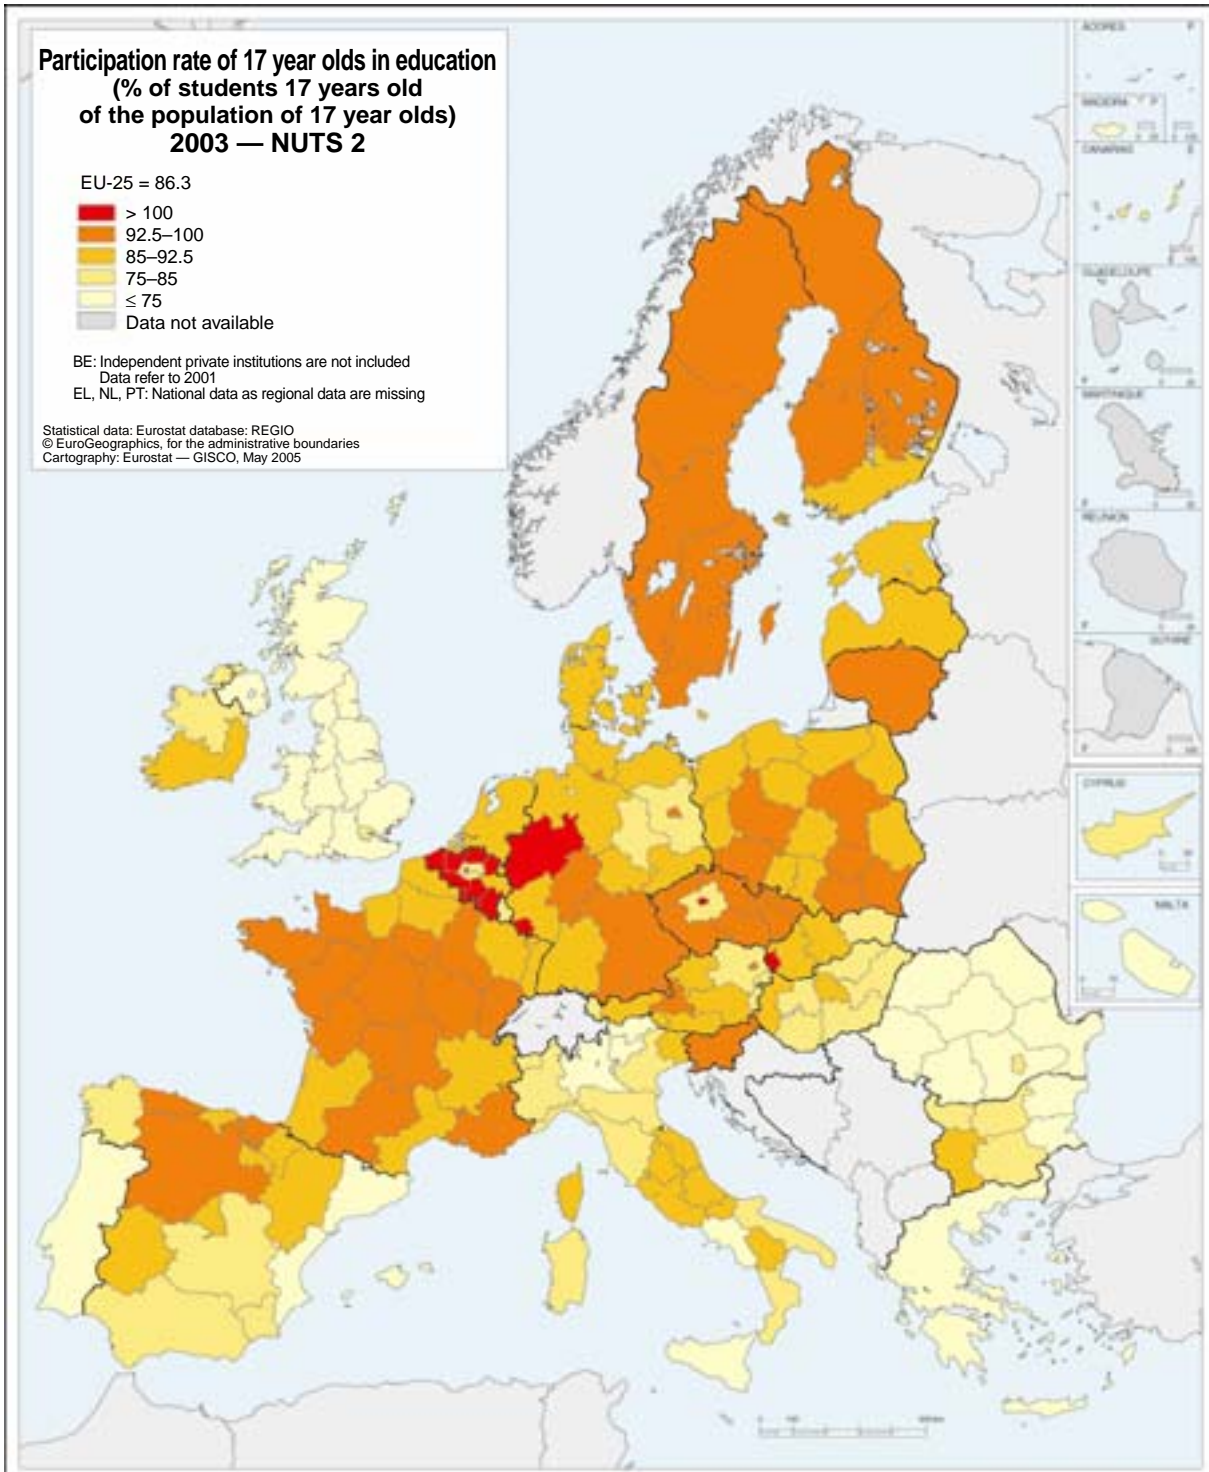 Participation rate of 17 year olds in education
(% of students 17 years old
of the population of 17 year olds)
2003 — NUTS 2
EU-25 = 86.3
> 100
92.5–100
85–92.5
75–85
≤ 75
Data not available
BE: Independent private institutions are not included
Data refer to 2001
EL, NL, PT: National data as regional data are missing
Statistical data: Eurostat database: REGIO
© EuroGeographics, for the administrative boundaries
Cartography: Eurostat — GISCO, May 2005
ACORES P
MADEIRA P
CANARIAS E
GUADELOUPE
F
MARTINIQUE
F
REUNION
F
GUYANE
F
CYPRUS
MALTA